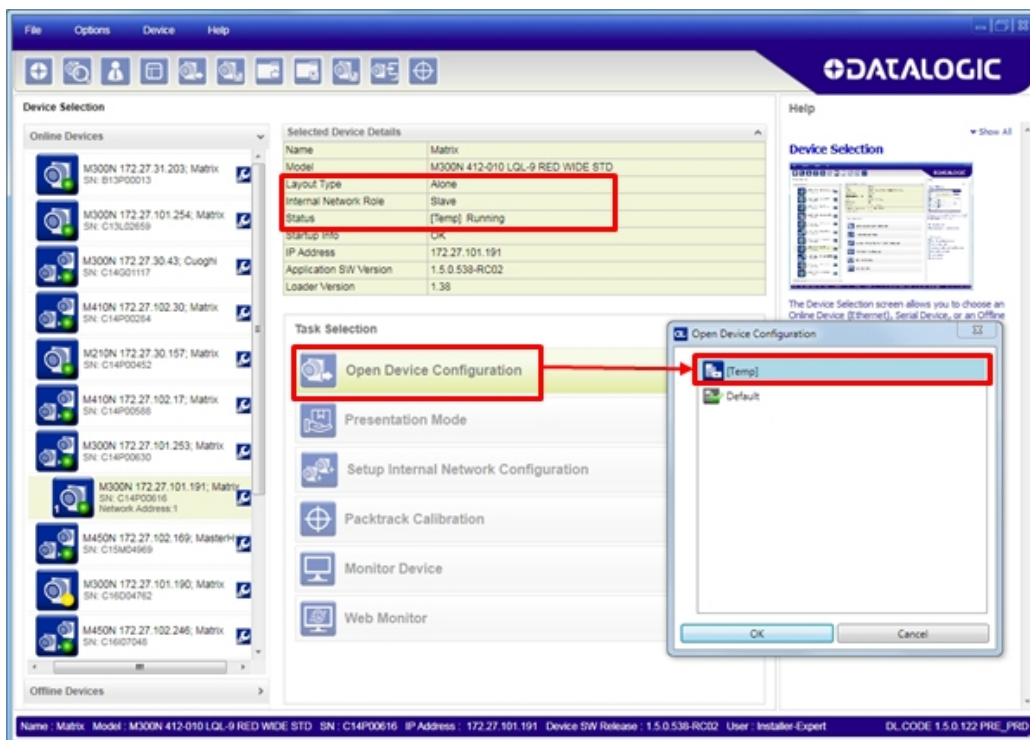 File Options Device Help
DATALOGIC
Device Selection
Online Devices
M300N 172.27.31.203; Matrix
SN: B13P00013
M300N 172.27.101.254; Matrix
SN: C13L02659
M300N 172.27.30.43; Cuoghi
SN: C14G01117
M410N 172.27.102.30; Matrix
SN: C14P00284
M210N 172.27.30.157; Matrix
SN: C14P00452
M410N 172.27.102.17; Matrix
SN: C14P00588
M300N 172.27.101.253; Matrix
SN: C14P00630
M300N 172.27.101.191; Matrix
SN: C14P00616
Network Address:1
1
M450N 172.27.102.169; MasterH
SN: C15M04969
M300N 172.27.101.190; Matrix
SN: C16D04762
M450N 172.27.102.246; Matrix
SN: C16I07046
Offline Devices
Selected Device Details
Name Matrix
Model M300N 412-010 LQL-9 RED WIDE STD
Layout Type Alone
Internal Network Role Slave
Status [Temp] Running
Startup Info OK
IP Address 172.27.101.191
Application SW Version 1.5.0.538-RC02
Loader Version 1.38
Task Selection
Open Device Configuration
Presentation Mode
Setup Internal Network Configuration
Packtrack Calibration
Monitor Device
Web Monitor
Help
Show All
Device Selection
The Device Selection screen allows you to choose an
Online Device (Ethernet), Serial Device, or an Offline
Open Device Configuration
[Temp]
Default
OK Cancel
Name : Matrix Model : M300N 412-010 LQL-9 RED WIDE STD SN : C14P00616 IP Address : 172.27.101.191 Device SW Release : 1.5.0.538-RC02 User : Installer-Expert DL.CODE 1.5.0.122 PRE_PRD